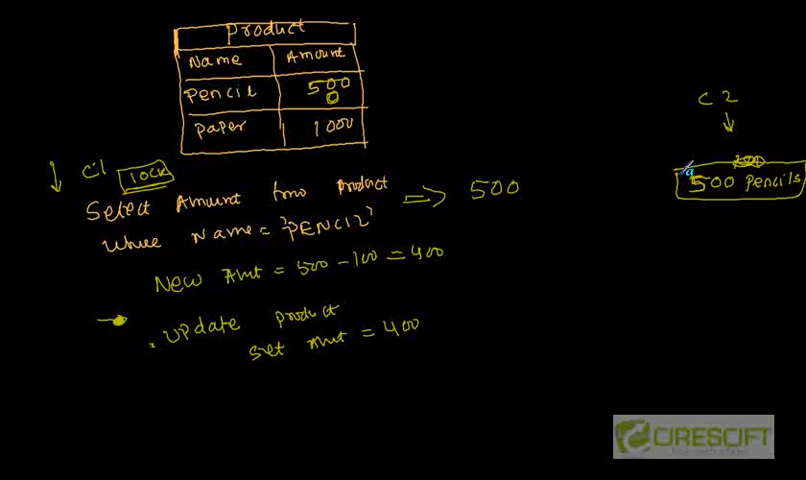 Product
Name Amount
Pencil 500
0
Paper 1000
C1 LOCK
Select Amount from Product
Where Name = 'PENCIL' => 500
New Amt = 500 - 100 = 400
Update Product
Set Amt = 400
C2
500 Pencils
CIRESCIFT